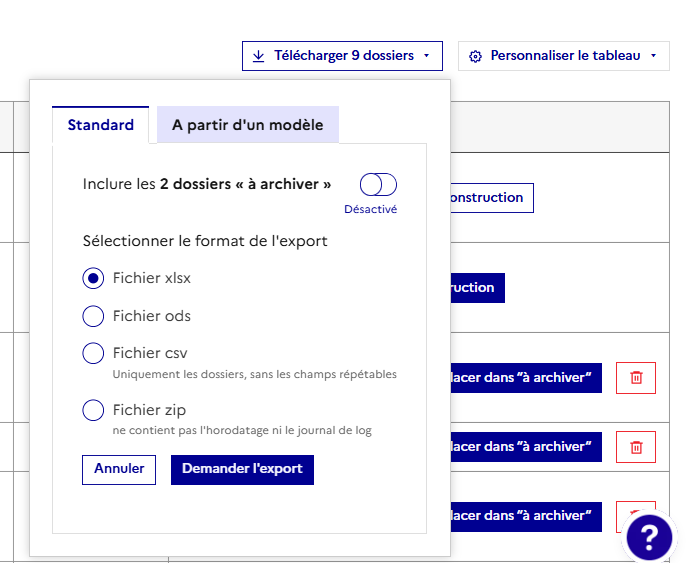 Télécharger 9 dossiers
Personnaliser le tableau
Standard
A partir d'un modèle
Inclure les 2 dossiers « à archiver »
Désactivé
onstruction
Sélectionner le format de l'export
Fichier xlsx
ruction
Fichier ods
Fichier csv
Uniquement les dossiers, sans les champs répétables
lacer dans "à archiver"
Fichier zip
ne contient pas l'horodatage ni le journal de log
lacer dans "à archiver"
Annuler
Demander l'export
lacer dans "à archiver"
?